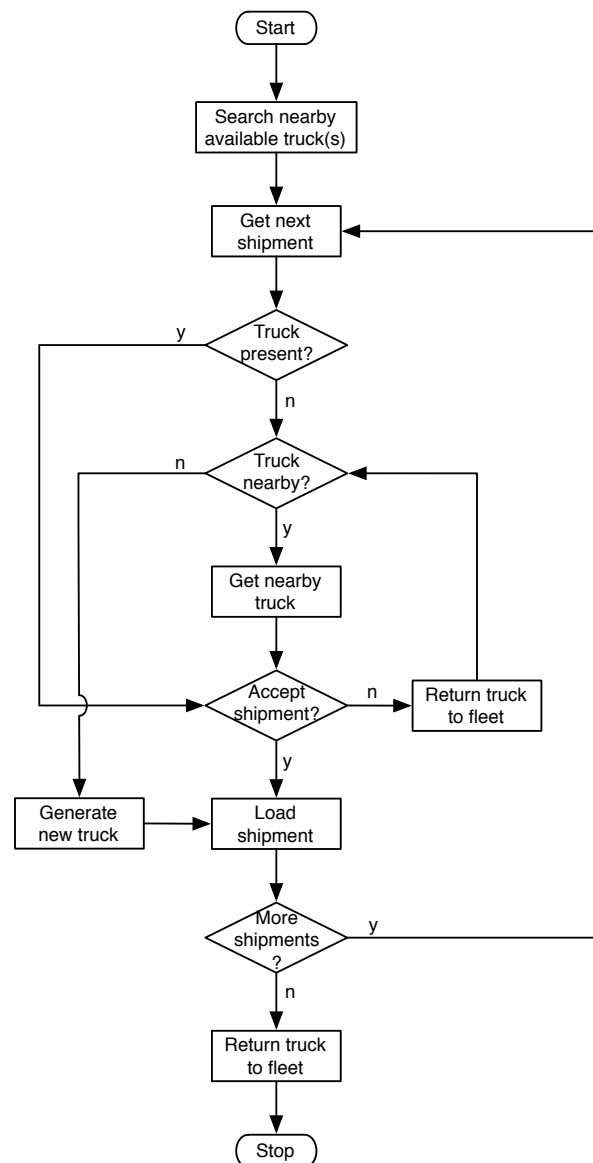 Start
Search nearby
available truck(s)
Get next
shipment
y
Truck
present?
n
n
Truck
nearby?
y
Get nearby
truck
Accept
shipment?
n
Return truck
to fleet
y
Generate
new truck
Load
shipment
More
shipments
?
y
n
Return truck
to fleet
Stop